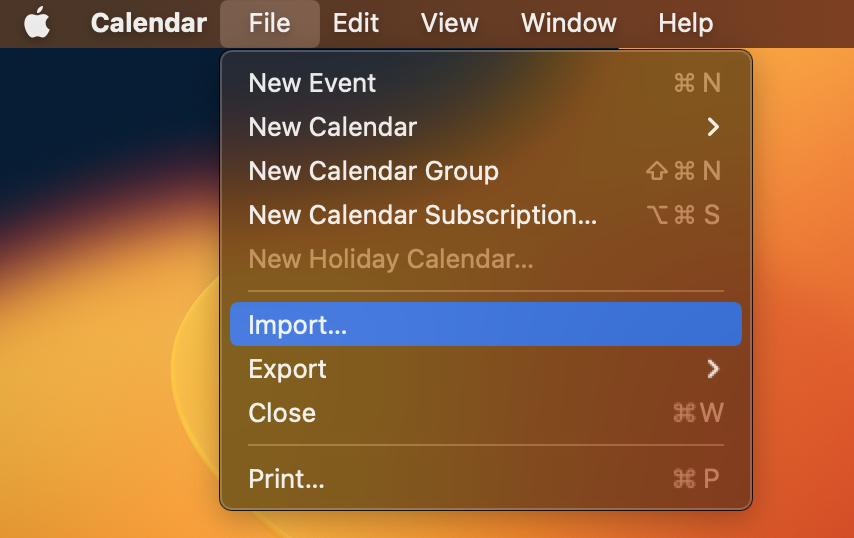 Calendar File Edit View Window Help
New Event ⌘ N
New Calendar >
New Calendar Group ⇧⌘ N
New Calendar Subscription... ⌥⌘ S
New Holiday Calendar...
Import...
Export >
Close ⌘W
Print... ⌘ P